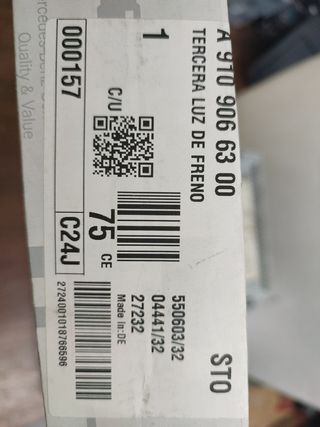 A 910 906 63 00
TERCERA LUZ DE FRENO
1
C/U
75 CE
STO
550603/32
04441/32
27232
Made in:DE
000157
C24J
2724001018766596
Quality & Value